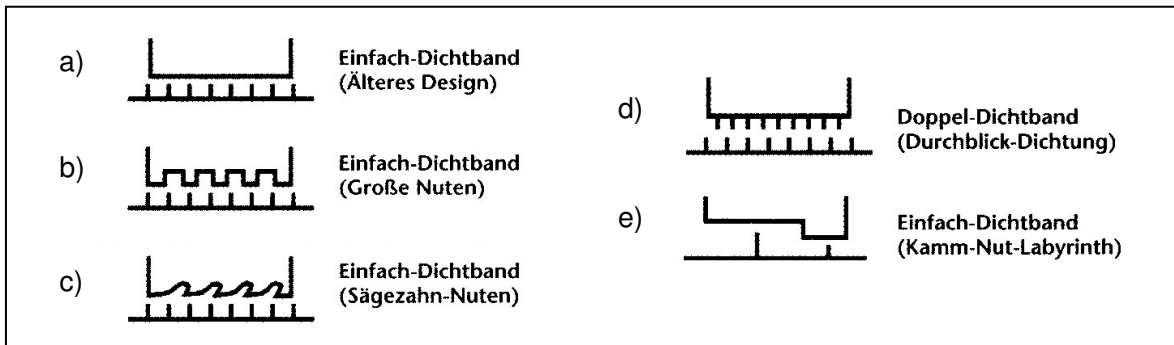 a) Einfach-Dichtband
(Älteres Design)
b) Einfach-Dichtband
(Große Nuten)
c) Einfach-Dichtband
(Sägezahn-Nuten)
d) Doppel-Dichtband
(Durchblick-Dichtung)
e) Einfach-Dichtband
(Kamm-Nut-Labyrinth)